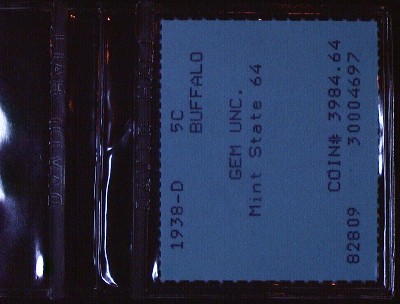 1938-D 5C
BUFFALO
GEM UNC.
Mint State 64
COIN# 3984.64
82809 30004697